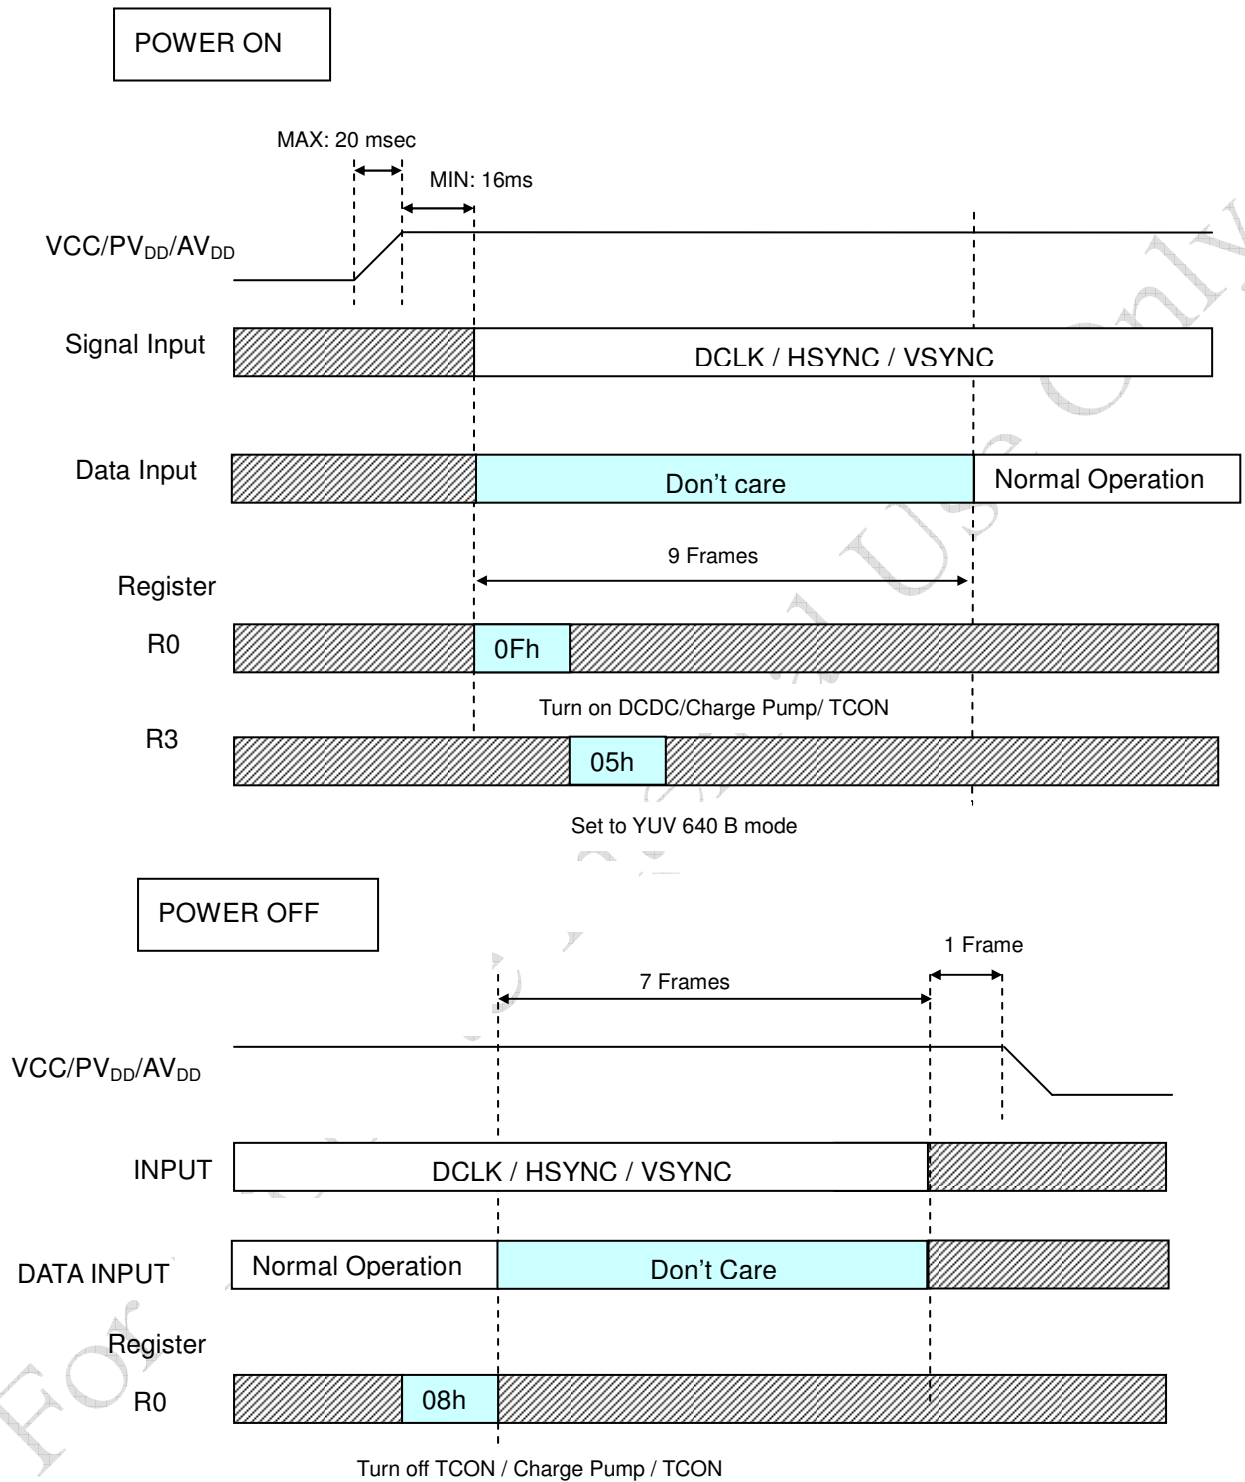 POWER ON
MAX: 20 msec
MIN: 16ms
VCC/PVDD/AVDD
Signal Input
DCLK / HSYNC / VSYNC
Data Input
Don't care
Normal Operation
9 Frames
Register
R0
0Fh
Turn on DCDC/Charge Pump/ TCON
R3
05h
Set to YUV 640 B mode
POWER OFF
1 Frame
7 Frames
VCC/PVDD/AVDD
INPUT
DCLK / HSYNC / VSYNC
DATA INPUT
Normal Operation
Don't Care
Register
R0
08h
Turn off TCON / Charge Pump / TCON
For
Use Only